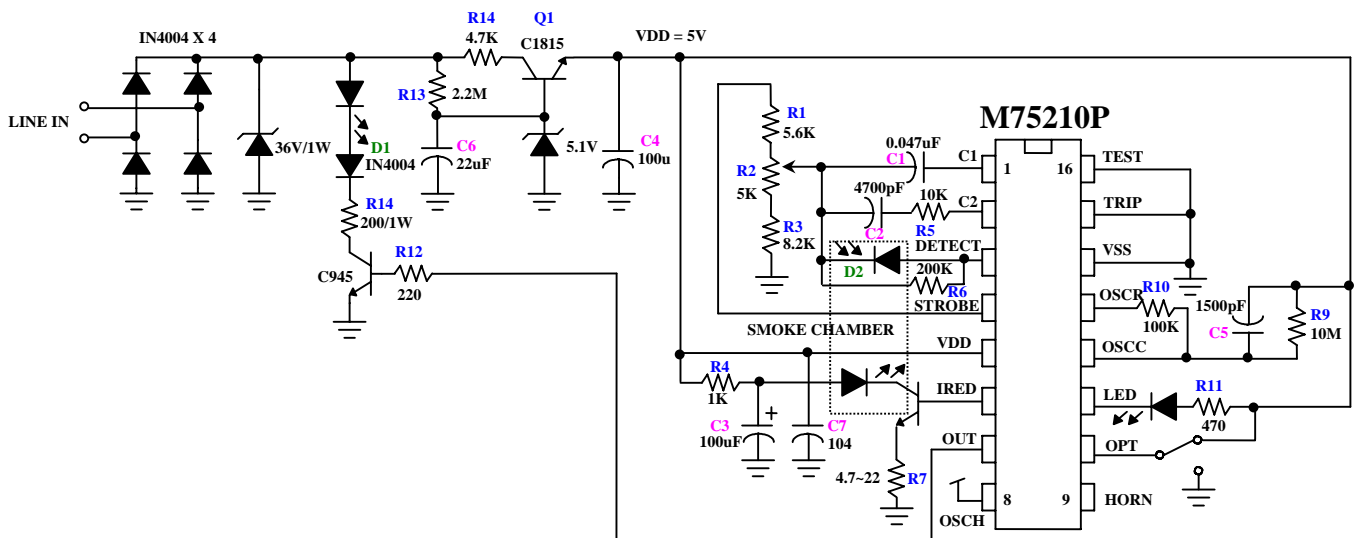 IN4004 X 4
LINE IN
36V/1W
D1
IN4004
R14
200/1W
C945
R12
220
R13
2.2M
C6
22uF
R14
4.7K
Q1
C1815
5.1V
VDD = 5V
C4
100u
R1
5.6K
R2
5K
R3
8.2K
0.047uF
C1
4700pF
C2
10K
R5
D2
200K
R6
SMOKE CHAMBER
R4
1K
C3
+
100uF
C7
104
4.7~22
R7
M75210P
C1
C2
DETECT
STROBE
VDD
IRED
OUT
OSCH
1
8
16
9
TEST
TRIP
VSS
OSCR
OSCC
LED
OPT
HORN
R10
100K
1500pF
C5
R9
10M
R11
470